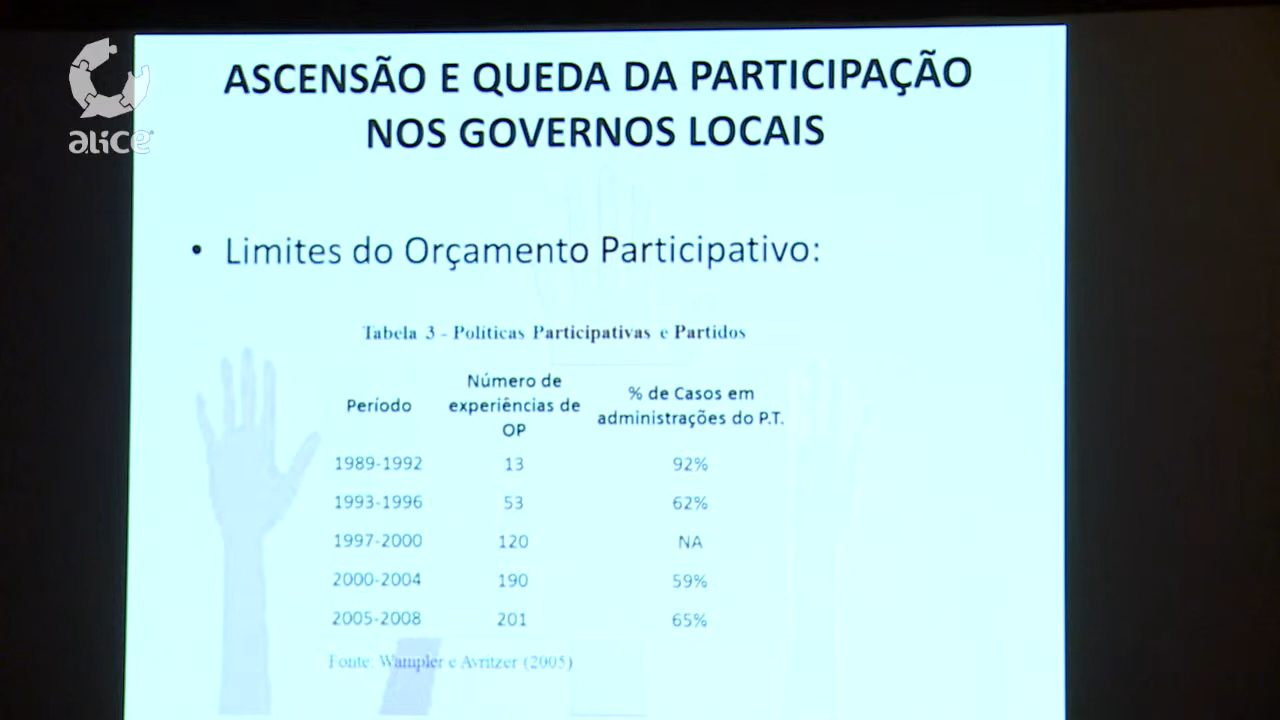 alice
ASCENSÃO E QUEDA DA PARTICIPAÇÃO
NOS GOVERNOS LOCAIS
• Limites do Orçamento Participativo:
Tabela 3 - Políticas Participativas e Partidos
Período Número de experiências de OP % de Casos em administrações do P.T.
1989-1992 13 92%
1993-1996 53 62%
1997-2000 120 NA
2000-2004 190 59%
2005-2008 201 65%
Fonte: Wampler e Avritzer (2005)